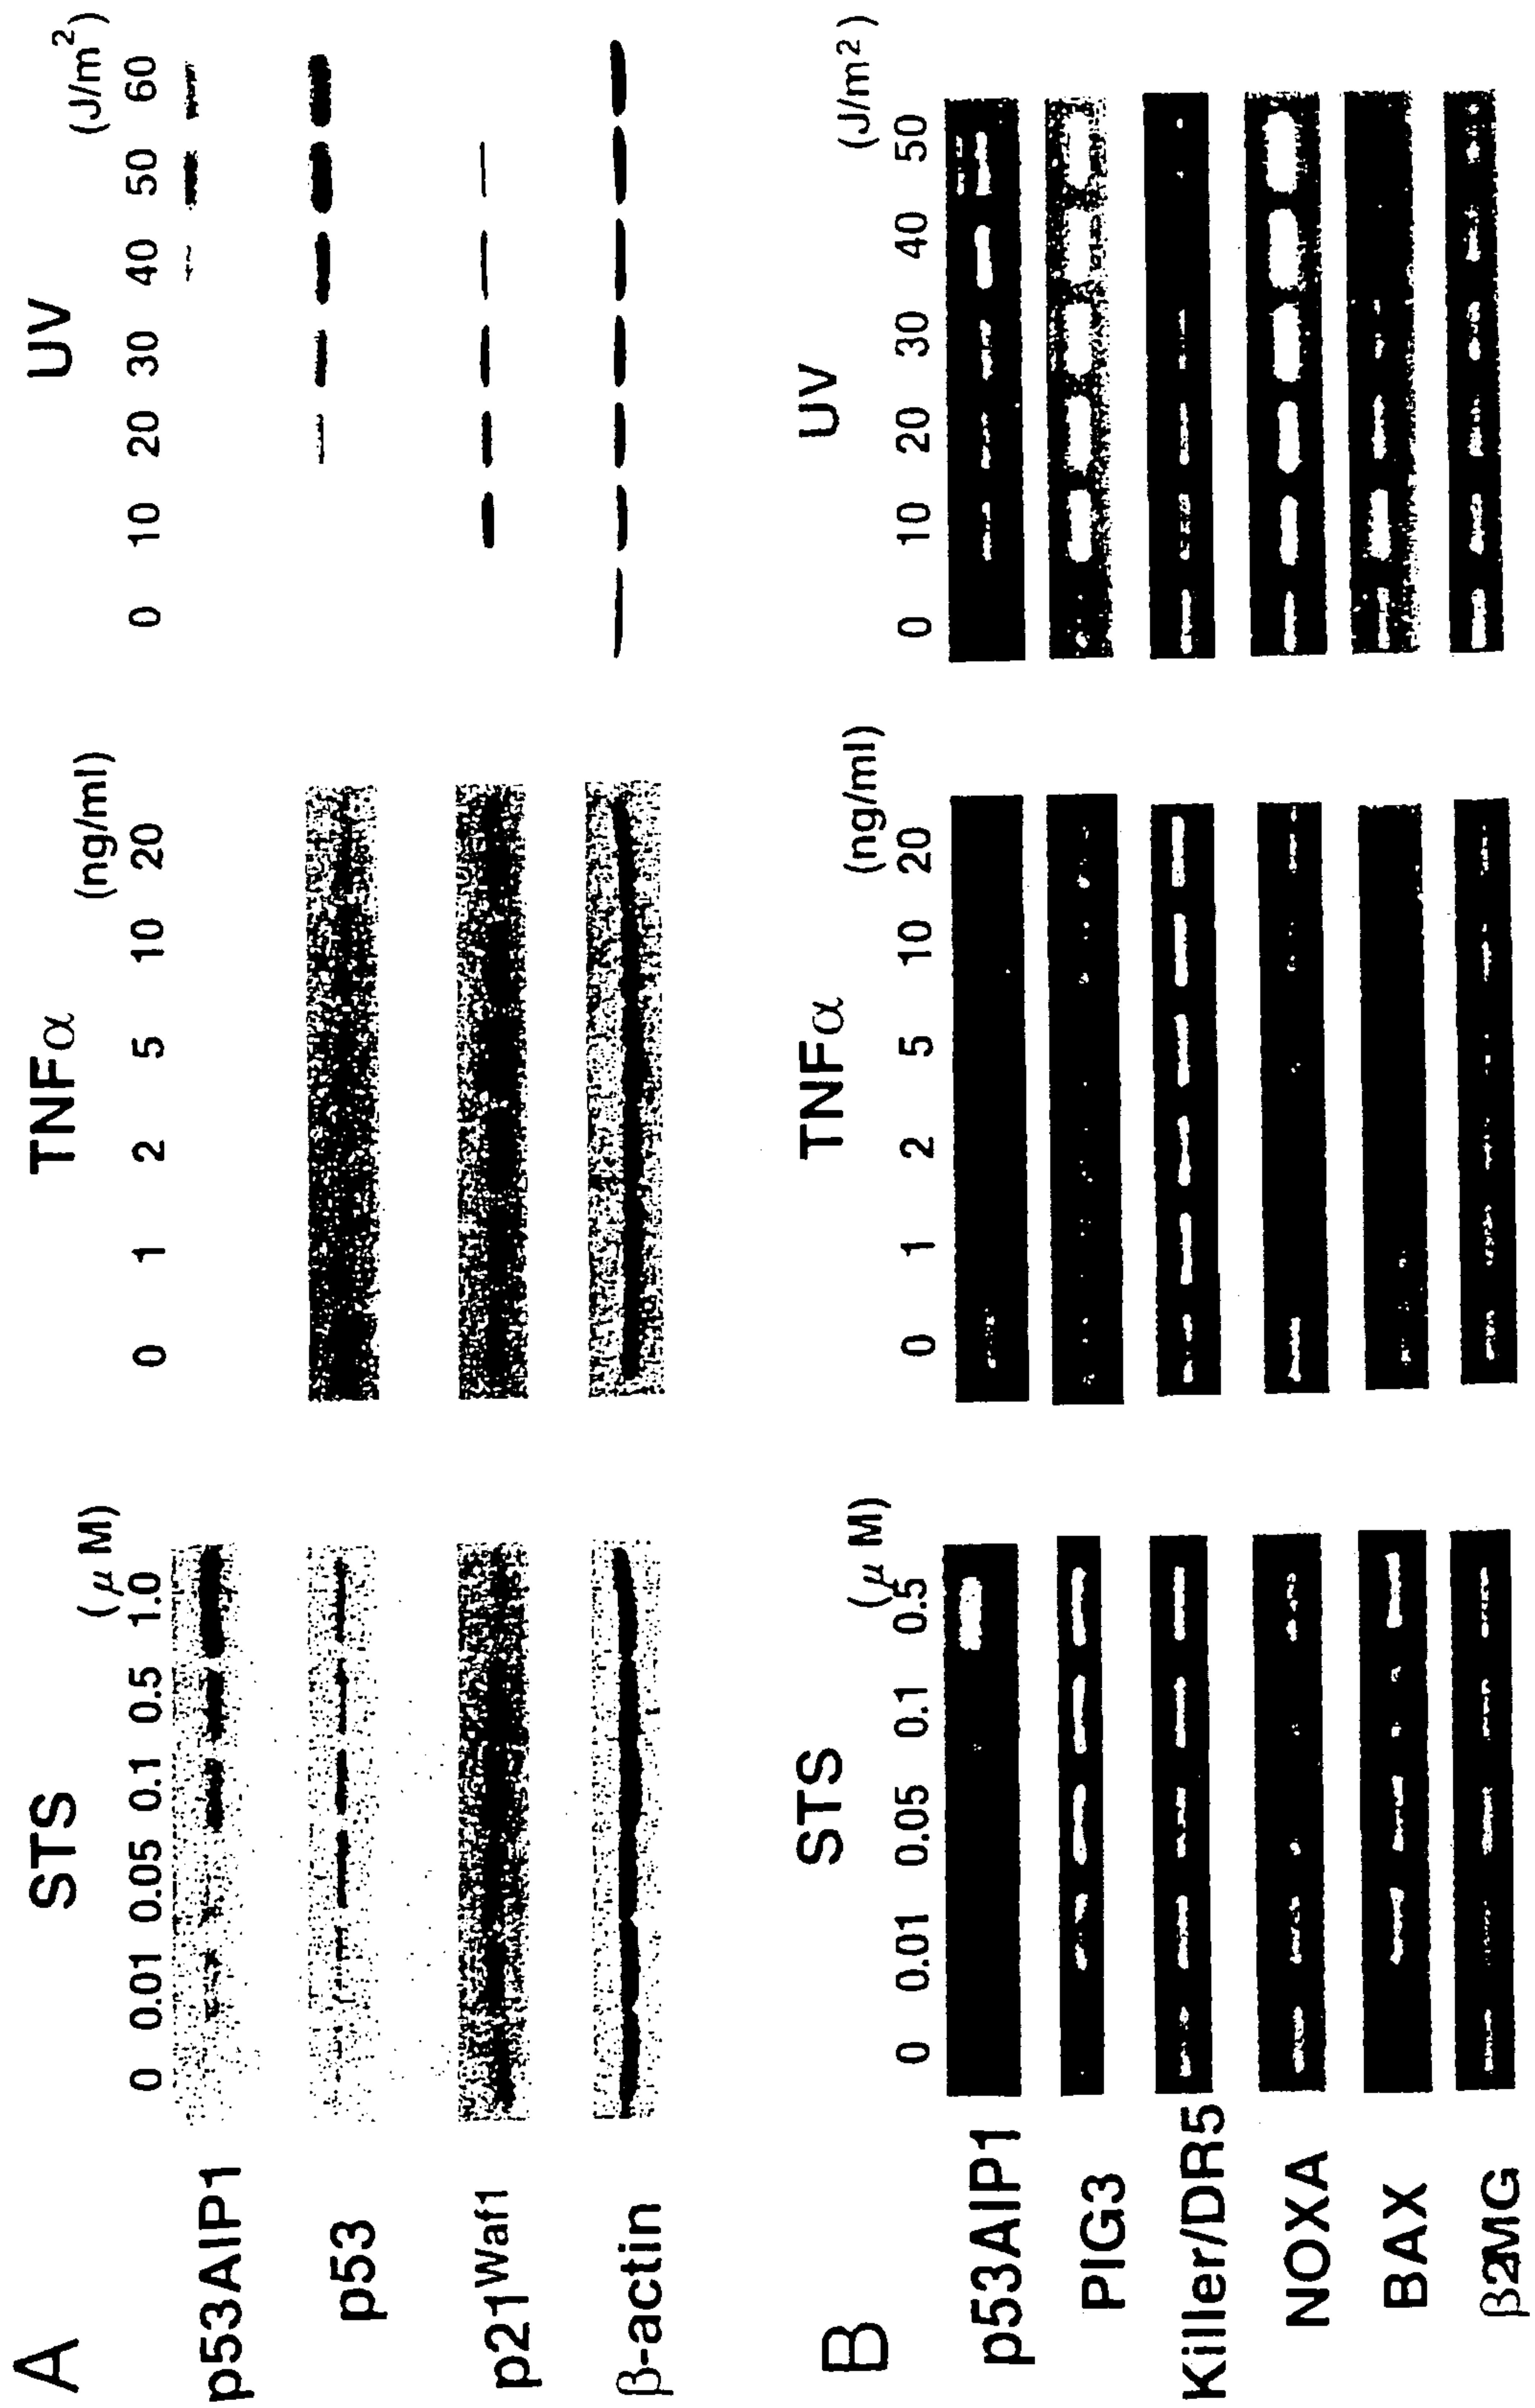 A
STS TNFα UV
(μ M) (ng/ml) (J/m²)
0 0.01 0.05 0.1 0.5 1.0 0 1 2 5 10 20 0 10 20 30 40 50 60
p53AIP1
p53
p21Waf1
β-actin
B
STS TNFα UV
(μ M) (ng/ml) (J/m²)
0 0.01 0.05 0.1 0.5 0 1 2 5 10 20 0 10 20 30 40 50
p53AIP1
PIG3
Killer/DR5
NOXA
BAX
β2MG